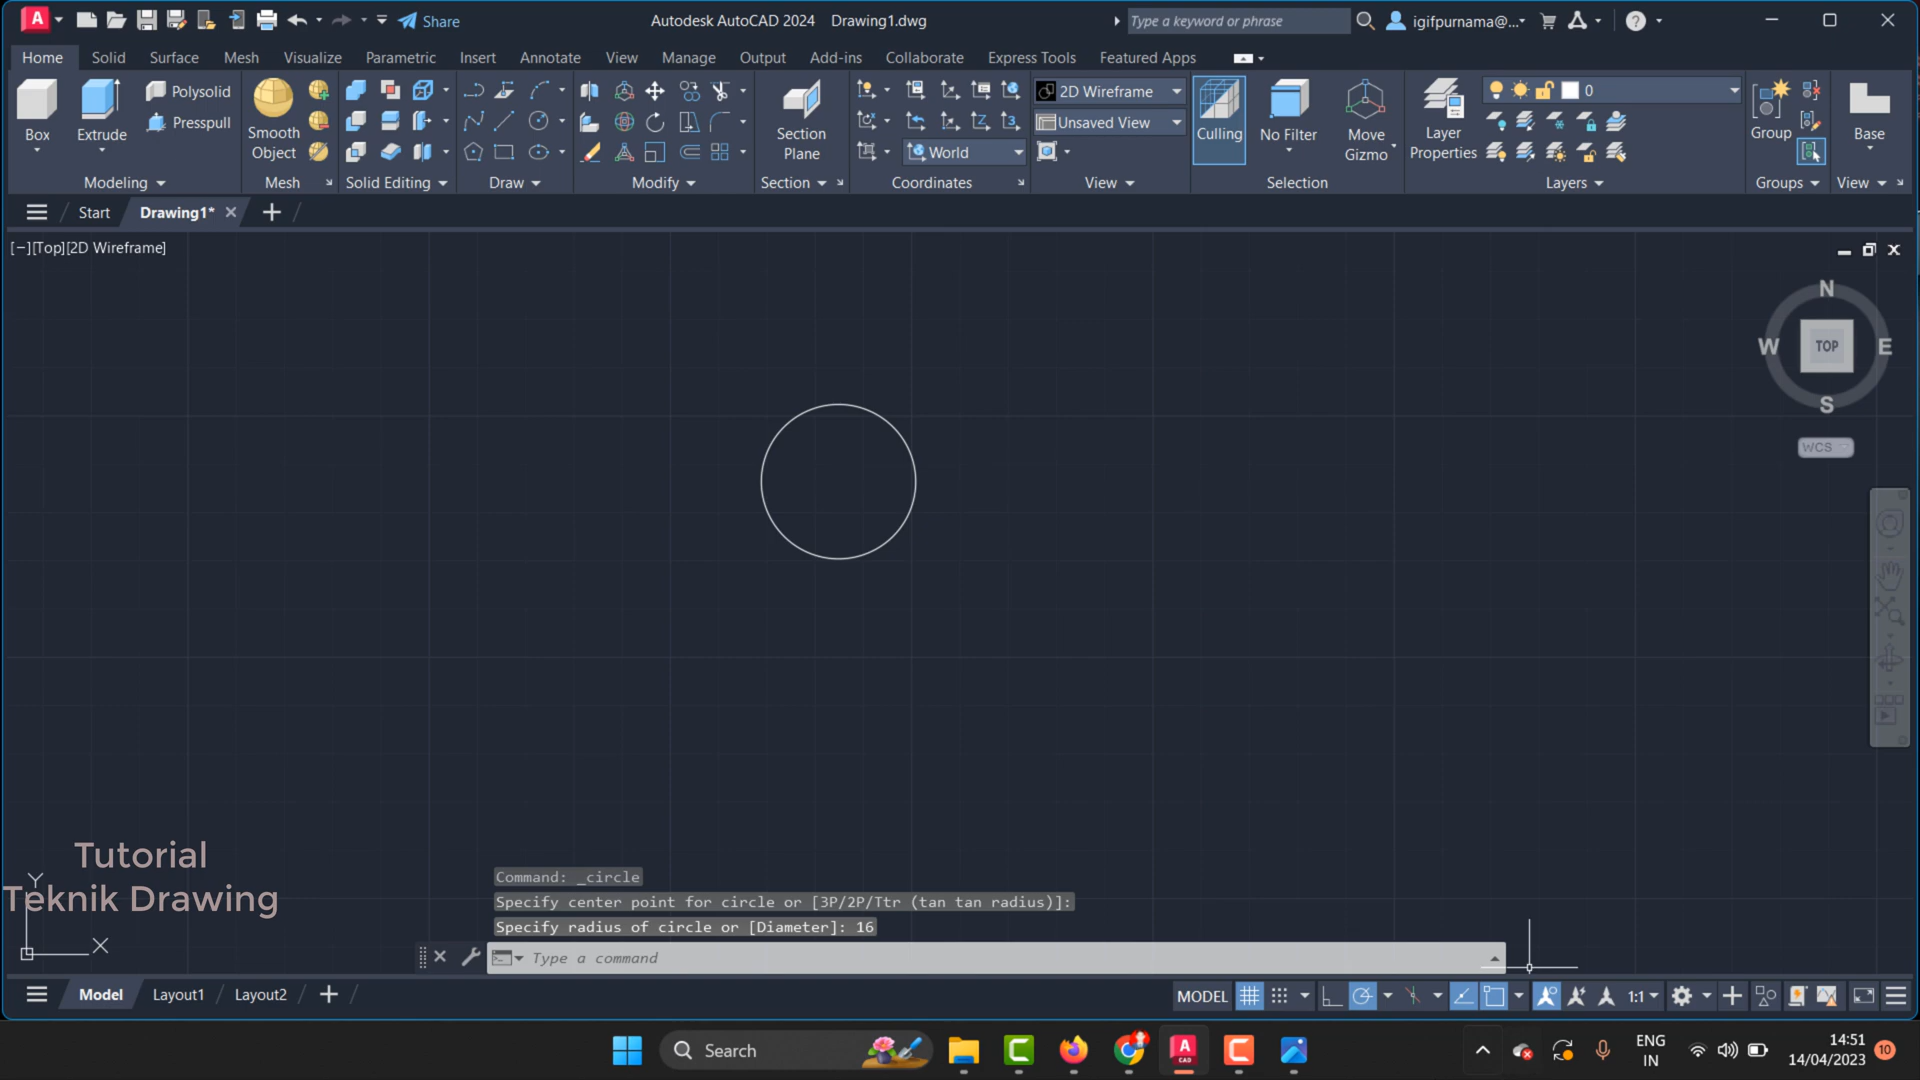 A Share Autodesk AutoCAD 2024 Drawing1.dwg Type a keyword or phrase igifpurnama@... ?
Home Solid Surface Mesh Visualize Parametric Insert Annotate View Manage Output Add-ins Collaborate Express Tools Featured Apps
Box Extrude Polysolid Presspull
Smooth Object
Section Plane
World
2D Wireframe
Unsaved View
Culling No Filter Move Gizmo
Layer Properties
0
Group
Base
Modeling Mesh Solid Editing Draw Modify Section Coordinates View Selection Layers Groups View
Start Drawing1*
[−][Top][2D Wireframe]
N
W TOP E
S
WCS
Tutorial
Teknik Drawing
Y
X
Command: _circle
Specify center point for circle or [3P/2P/Ttr (tan tan radius)]:
Specify radius of circle or [Diameter]: 16
Type a command
Model Layout1 Layout2
MODEL 1:1
Search
CAD
ENG
IN
14:51
14/04/2023
10